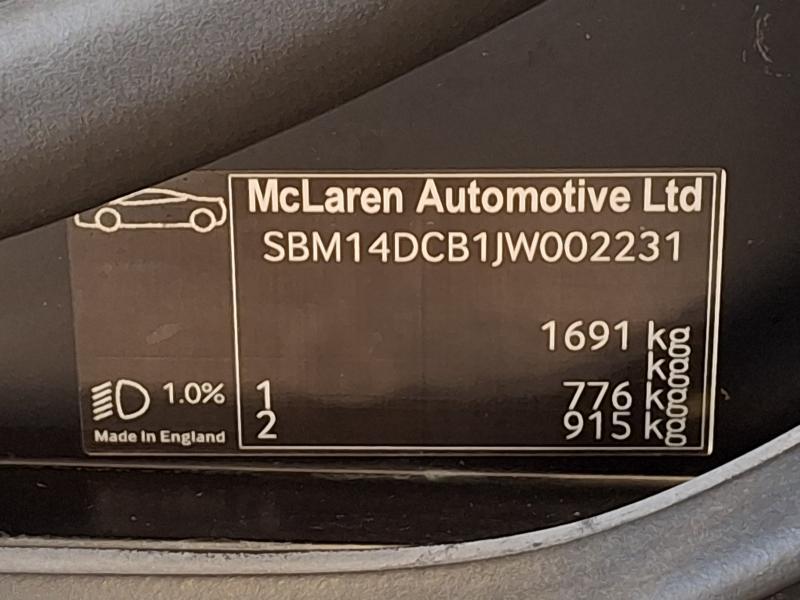 McLaren Automotive Ltd
SBM14DCB1JW002231
1691 kg
kg
1.0% 1 776 kg
2 915 kg
Made In England